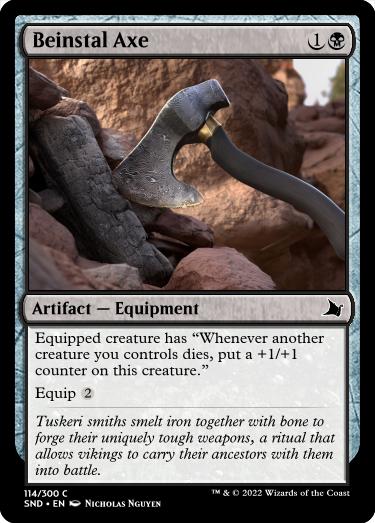 Beinstal Axe 1
Artifact — Equipment
Equipped creature has “Whenever another
creature you controls dies, put a +1/+1
counter on this creature.”
Equip 2
Tuskeri smiths smelt iron together with bone to
forge their uniquely tough weapons, a ritual that
allows vikings to carry their ancestors with them
into battle.
114/300 C
SND • EN Nicholas Nguyen
™ & © 2022 Wizards of the Coast